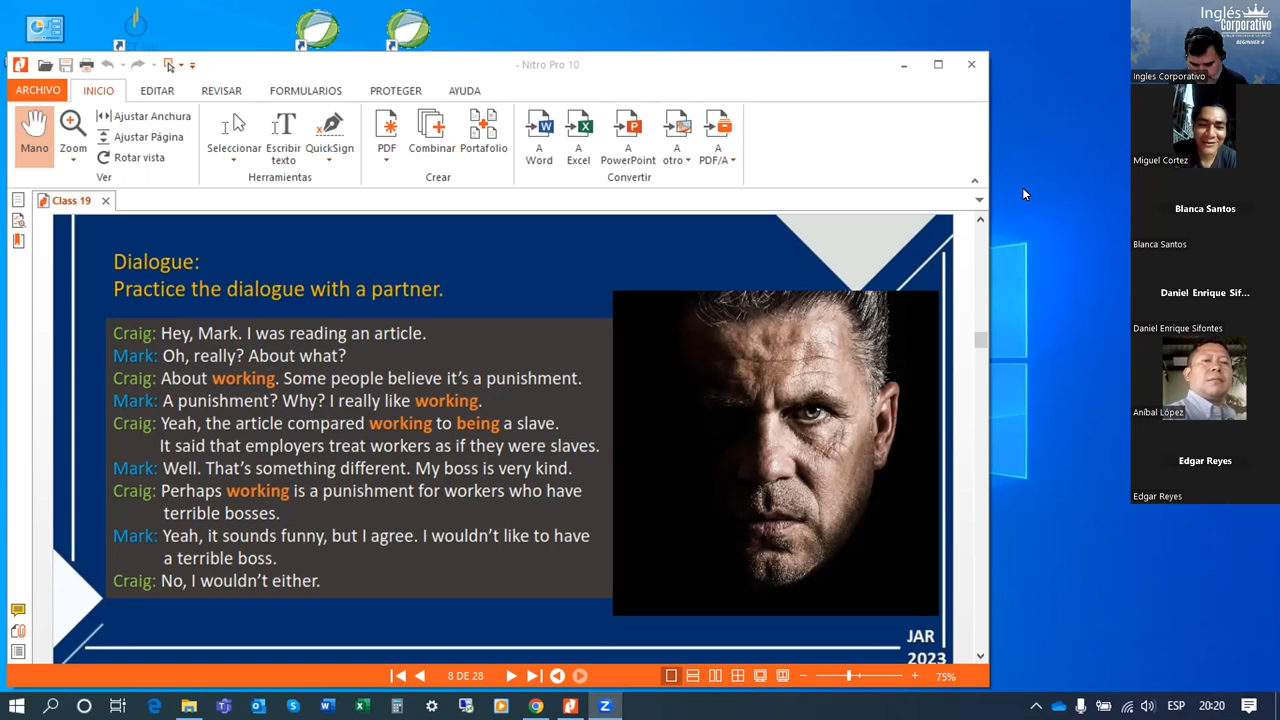 - Nitro Pro 10
ARCHIVO INICIO EDITAR REVISAR FORMULARIOS PROTEGER AYUDA
Mano
Zoom
Ajustar Anchura
Ajustar Página
Rotar vista
Ver
Seleccionar
Escribir texto
QuickSign
Herramientas
PDF
Combinar
Portafolio
Crear
A Word
A Excel
A PowerPoint
A otro
A PDF/A
Convertir
Class 19
Dialogue:
Practice the dialogue with a partner.
Craig: Hey, Mark. I was reading an article.
Mark: Oh, really? About what?
Craig: About working. Some people believe it's a punishment.
Mark: A punishment? Why? I really like working.
Craig: Yeah, the article compared working to being a slave.
It said that employers treat workers as if they were slaves.
Mark: Well. That's something different. My boss is very kind.
Craig: Perhaps working is a punishment for workers who have
terrible bosses.
Mark: Yeah, it sounds funny, but I agree. I wouldn't like to have
a terrible boss.
Craig: No, I wouldn't either.
JAR
2023
8 DE 28
75%
Inglés
Corporativo
BEGINNER 4
Ingles Corporativo
Miguel Cortez
Blanca Santos
Blanca Santos
Daniel Enrique Sif...
Daniel Enrique Sifontes
Aníbal López
Edgar Reyes
Edgar Reyes
ESP
20:20